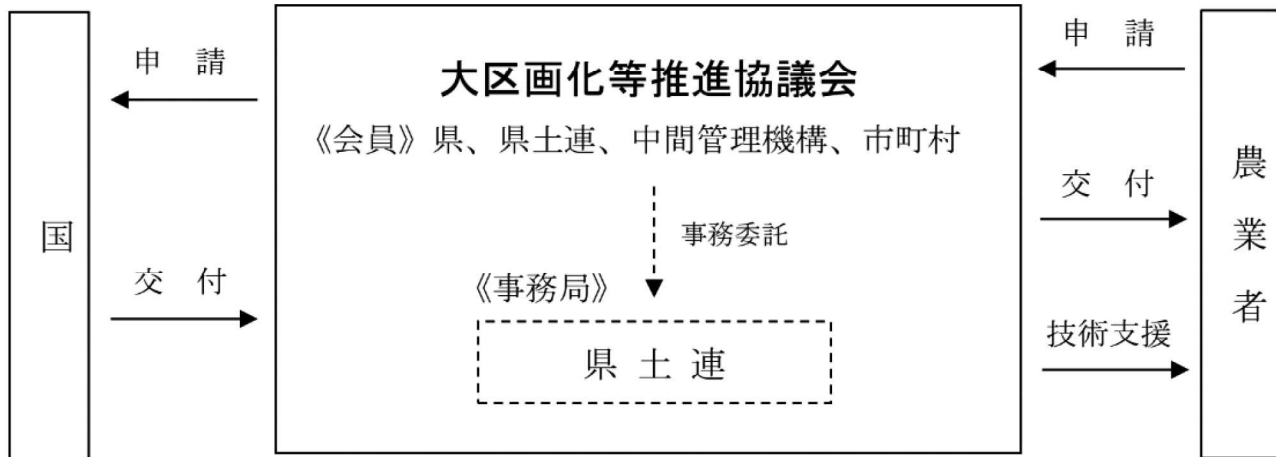 国
申　請
交　付
大区画化等推進協議会
《会員》県、県土連、中間管理機構、市町村
事務委託
《事務局》
県 土 連
申　請
交　付
技術支援
農業者